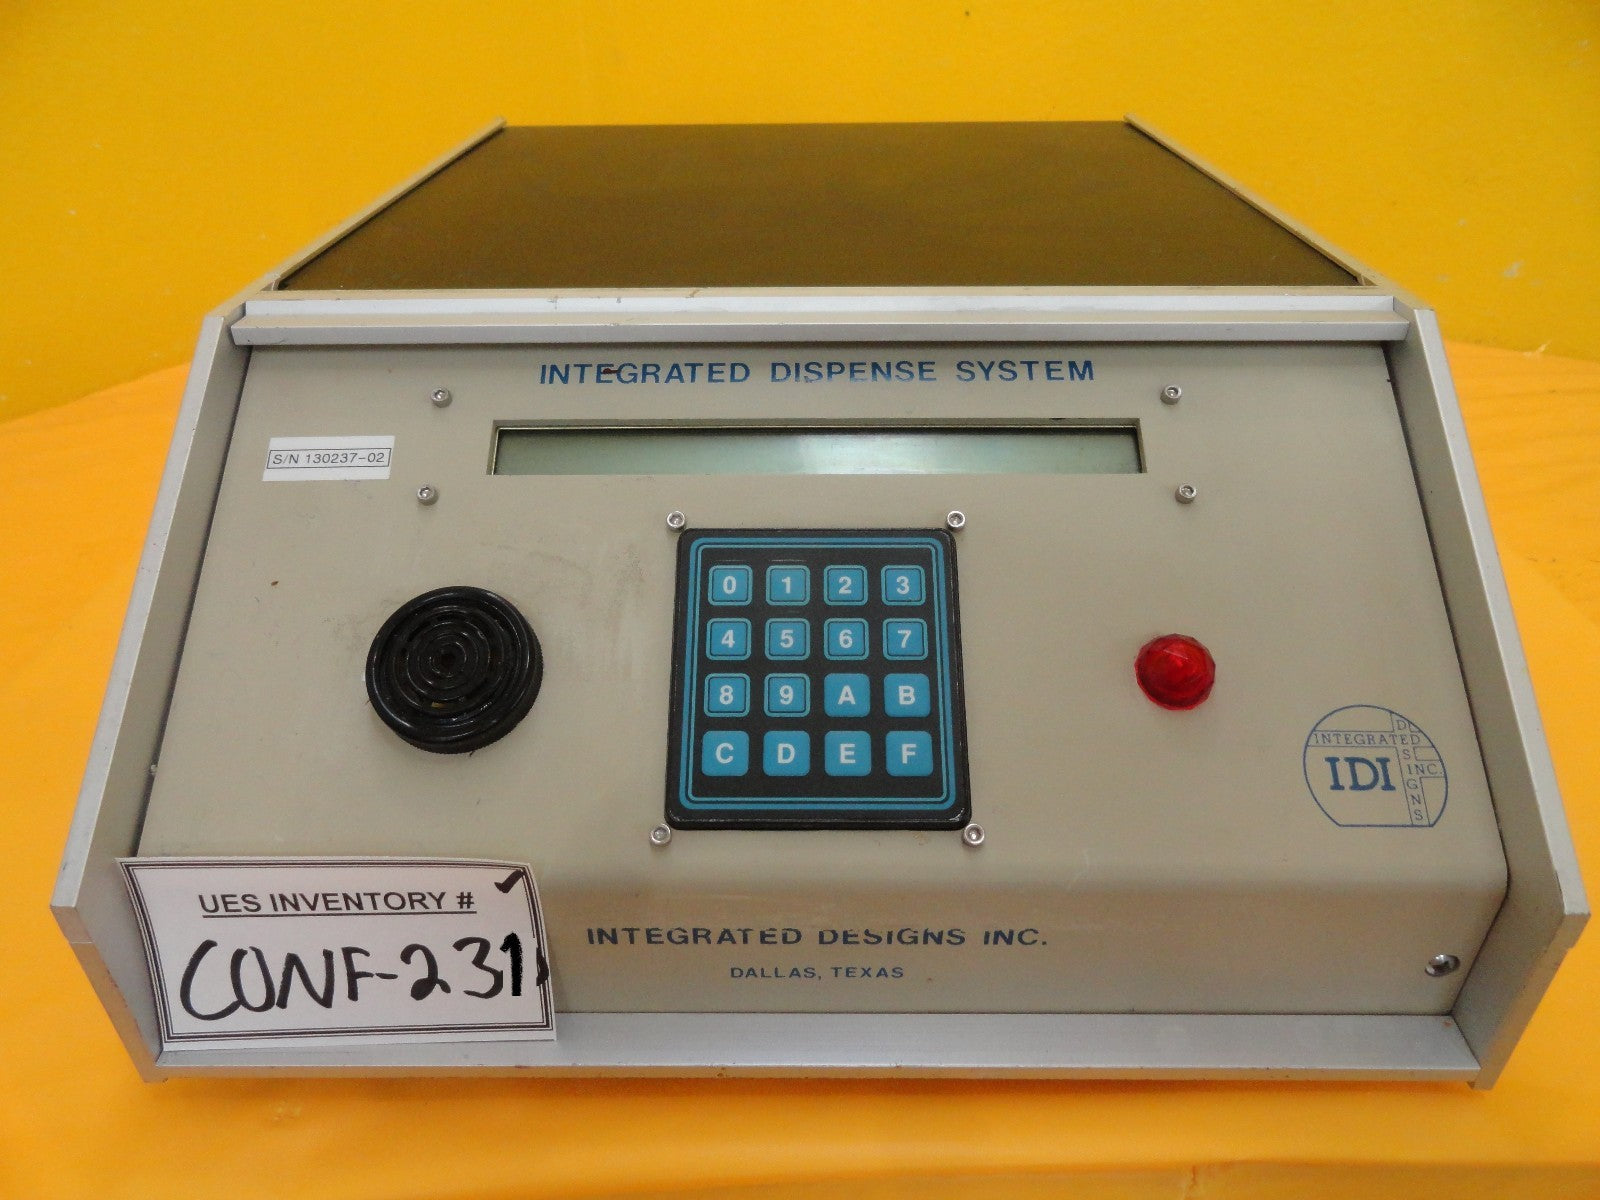 INTEGRATED DISPENSE SYSTEM
S/N 130237-02
0 1 2 3
4 5 6 7
8 9 A B
C D E F
INTEGRATED
DESIGNS
INC.
IDI
UES INVENTORY #
CONF-231
INTEGRATED DESIGNS INC.
DALLAS, TEXAS